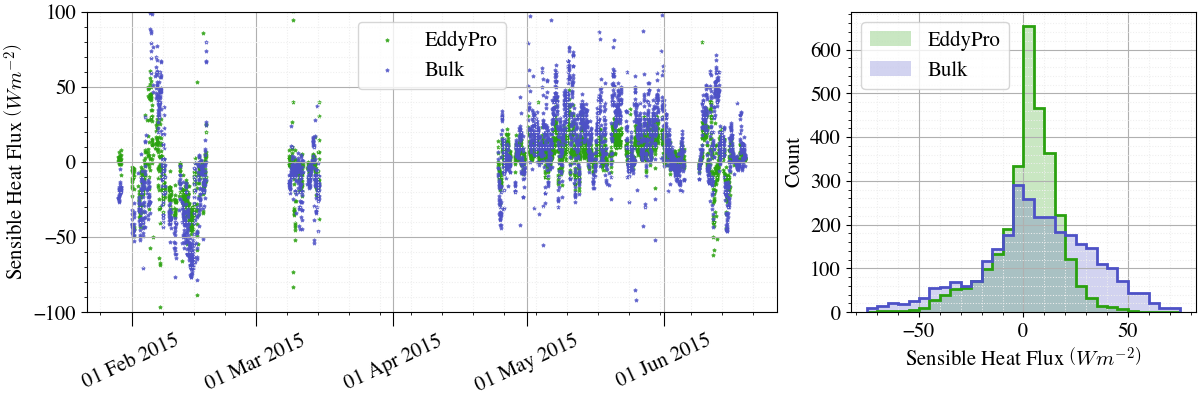 Sensible Heat Flux (Wm⁻²)
100
50
0
−50
−100
EddyPro
Bulk
01 Feb 2015
01 Mar 2015
01 Apr 2015
01 May 2015
01 Jun 2015
Count
600
500
400
300
200
100
0
EddyPro
Bulk
−50
0
50
Sensible Heat Flux (Wm⁻²)